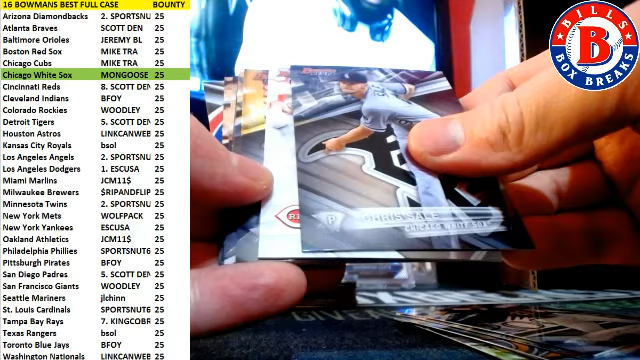 16 BOWMANS BEST FULL CASE BOUNTY
Arizona Diamondbacks 2. SPORTSNU 25
Atlanta Braves SCOTT DEN 25
Baltimore Orioles JEREMY BL 25
Boston Red Sox MIKE TRA 25
Chicago Cubs MIKE TRA 25
Chicago White Sox MONGOOSE 25
Cincinnati Reds 8. SCOTT DEN 25
Cleveland Indians BFOY 25
Colorado Rockies WOODLEY 25
Detroit Tigers 5. SCOTT DEN 25
Houston Astros LINKCANWEB 25
Kansas City Royals bsol 25
Los Angeles Angels 2. SPORTSNU 25
Los Angeles Dodgers 1. ESCUSA 25
Miami Marlins JCM11$ 25
Milwaukee Brewers $RIPANDFLIP 25
Minnesota Twins 2. SPORTSNU 25
New York Mets WOLFPACK 25
New York Yankees ESCUSA 25
Oakland Athletics JCM11$ 25
Philadelphia Phillies SPORTSNUT6 25
Pittsburgh Pirates BFOY 25
San Diego Padres 5. SCOTT DEN 25
San Francisco Giants WOODLEY 25
Seattle Mariners jlchinn 25
St. Louis Cardinals SPORTSNUT6 25
Tampa Bay Rays 7. KINGCOBR 25
Texas Rangers bsol 25
Toronto Blue Jays BFOY 25
Washington Nationals LINKCANWEB 25
BILLS
B
BOX BREAKS
P
CHRIS SALE
CHICAGO WHITE SOX